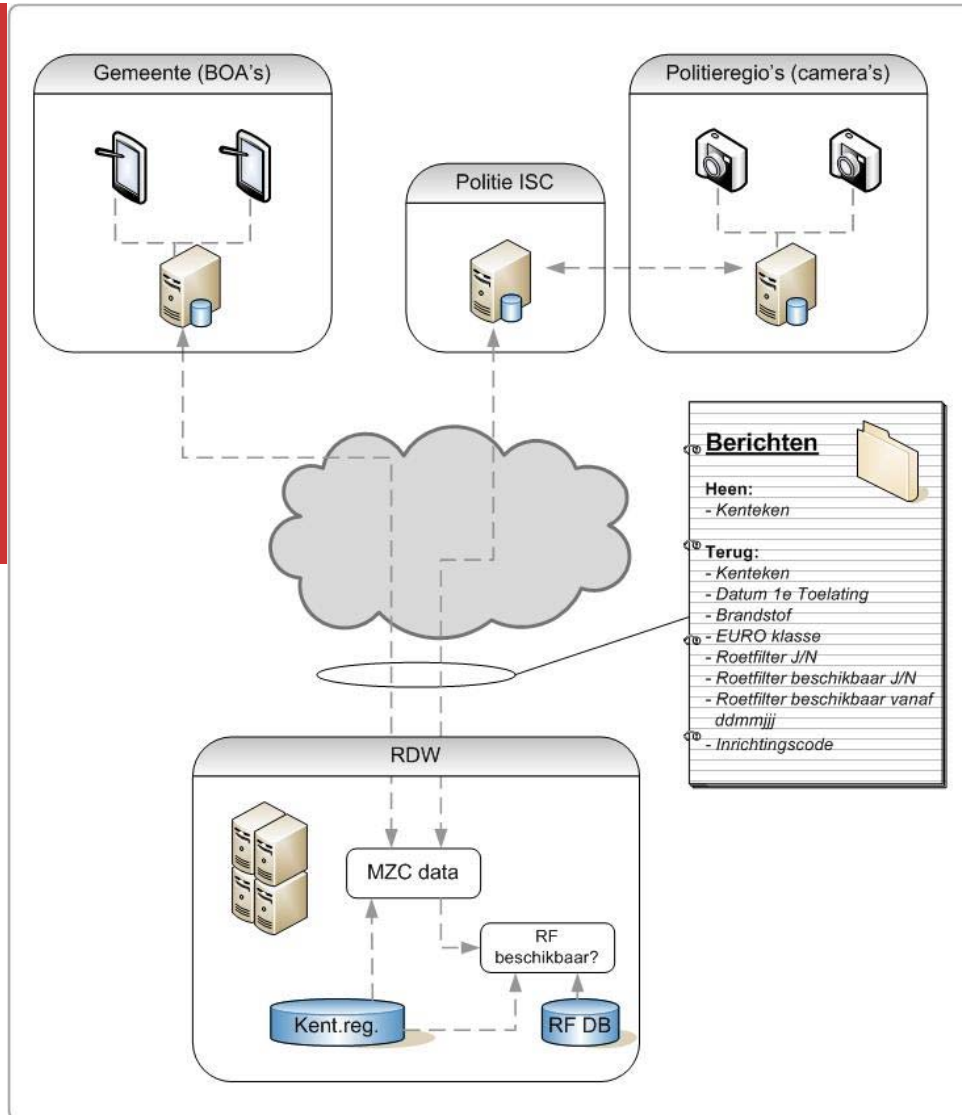 Gemeente (BOA's)
Politieregio's (camera's)
Politie ISC
Berichten
Heen:
- Kenteken
Terug:
- Kenteken
- Datum 1e Toelating
- Brandstof
- EURO klasse
- Roetfilter J/N
- Roetfilter beschikbaar J/N
- Roetfilter beschikbaar vanaf
ddmmjjj
- Inrichtingscode
RDW
MZC data
RF
beschikbaar?
Kent.reg.
RF DB